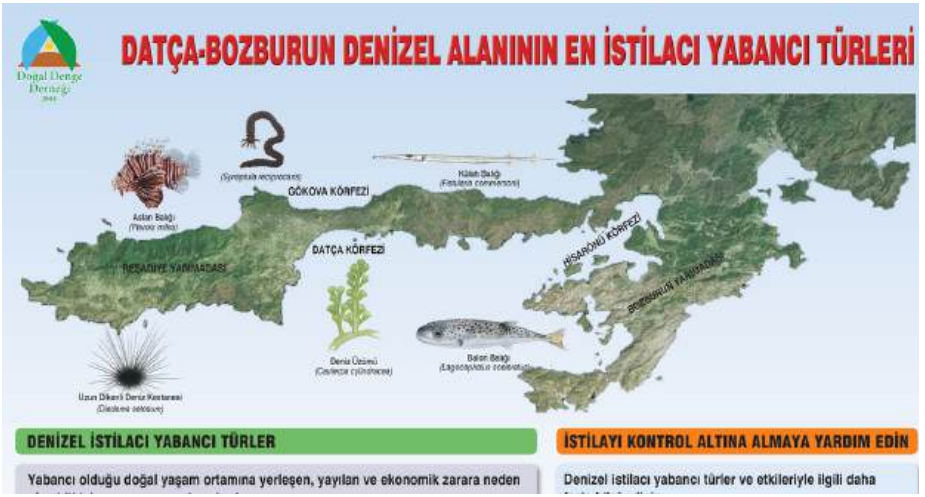 DATÇA-BOZBURUN DENİZEL ALANININ EN İSTİLACI YABANCI TÜRLERİ
Doğal Denge
Derneği
(Synaptula reciprocans)
Külah Balığı
(Fistularia commersonii)
GÖKOVA KÖRFEZİ
Aslan Balığı
(Pterois miles)
HİSARÖNÜ KÖRFEZİ
DATÇA KÖRFEZİ
REŞADİYE YARIMADASI
BOZBURUN YARIMADASI
Deniz Üzümü
(Caulerpa cylindracea)
Balon Balığı
(Lagocephalus sceleratus)
Uzun Dikenli Deniz Kestanesi
(Diadema setosum)
DENİZEL İSTİLACI YABANCI TÜRLER
İSTİLAYI KONTROL ALTINA ALMAYA YARDIM EDİN
Yabancı olduğu doğal yaşam ortamına yerleşen, yayılan ve ekonomik zarara neden
Denizel istilacı yabancı türler ve etkileriyle ilgili daha